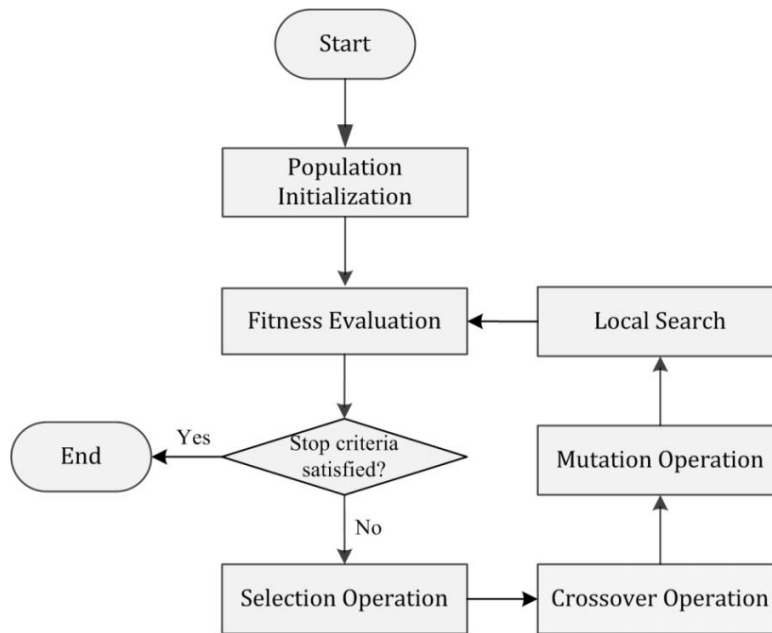 Start
Population
Initialization
Fitness Evaluation
Local Search
Stop criteria
satisfied?
Yes
End
Mutation Operation
No
Selection Operation
Crossover Operation